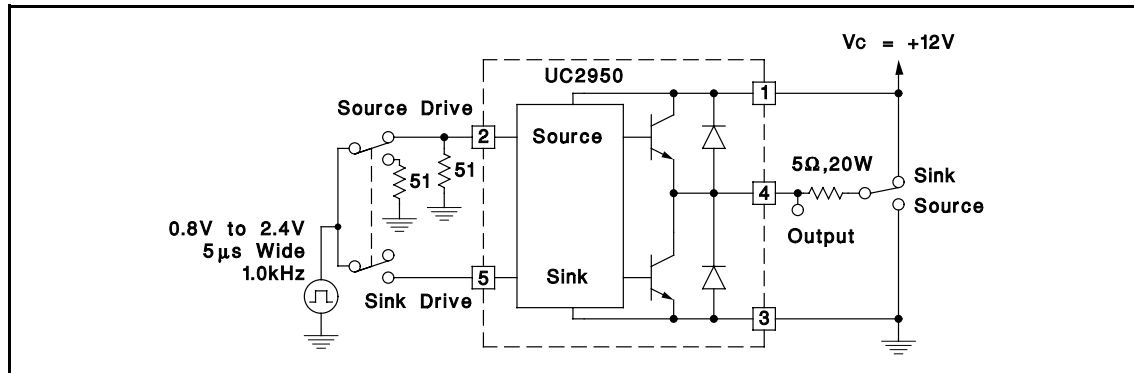 Vc = +12V
UC2950
Source Drive
1
2
Source
51
51
5Ω,20W
4
Sink
Source
Output
0.8V to 2.4V
5μs Wide
1.0kHz
5
Sink
Sink Drive
3